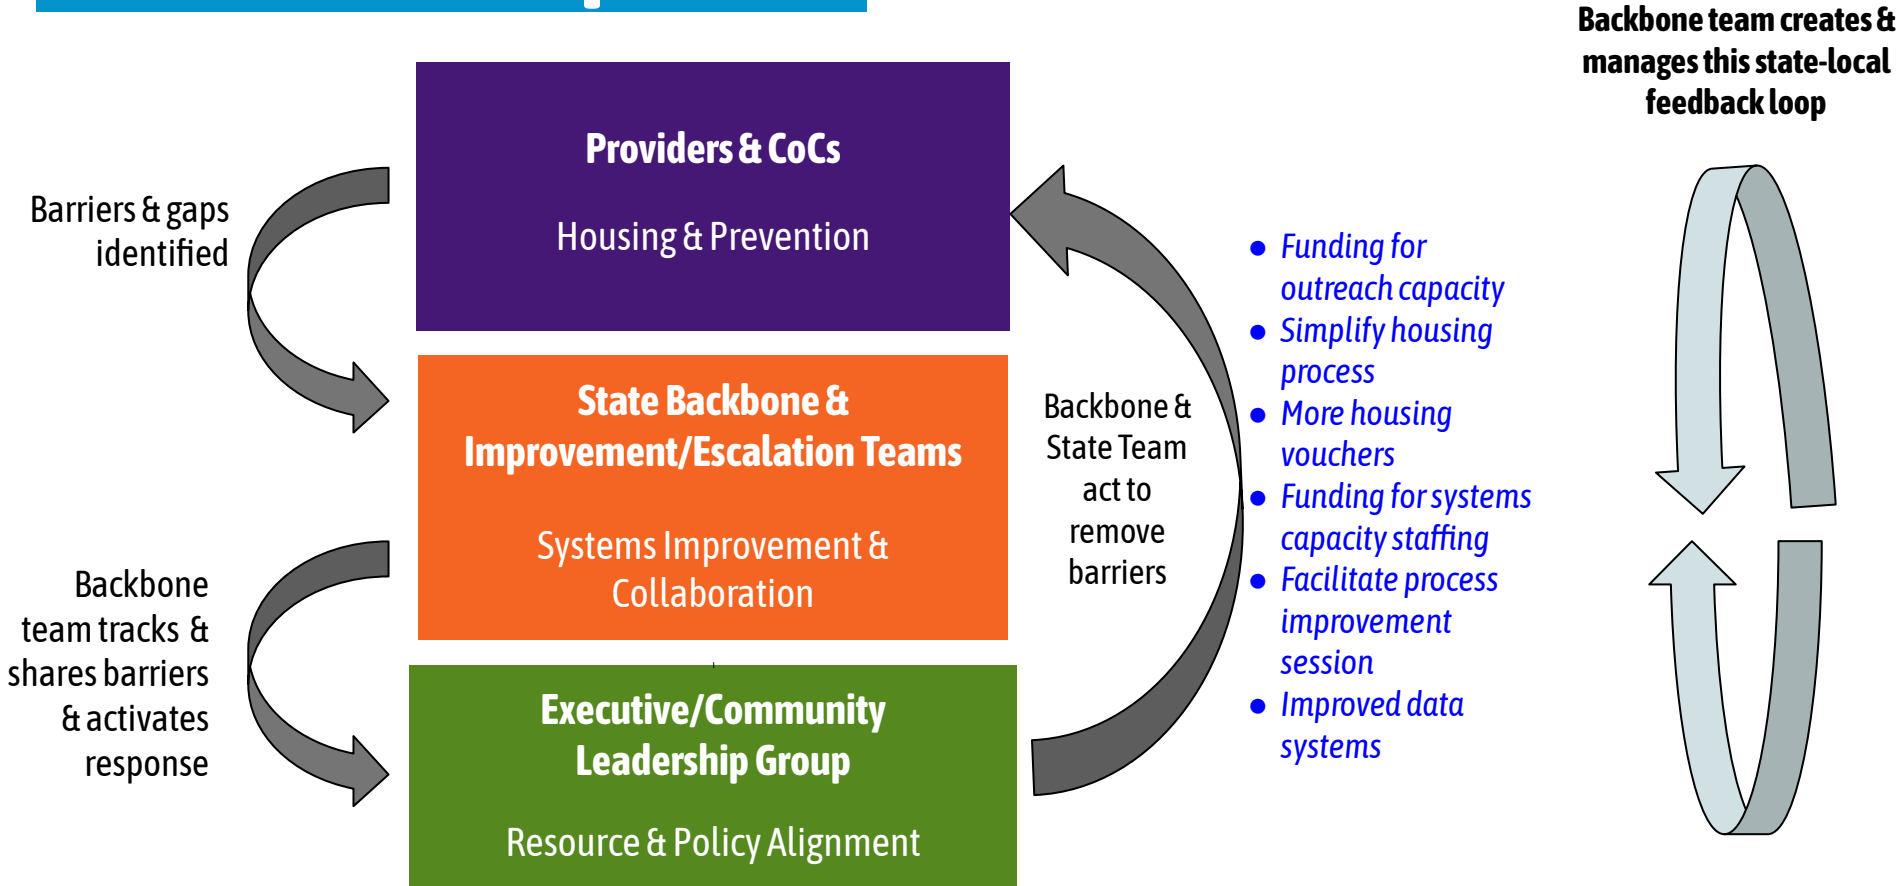 Backbone team creates &
manages this state-local
feedback loop
Providers & CoCs
Housing & Prevention
Barriers & gaps
identified
State Backbone &
Improvement/Escalation Teams
Systems Improvement &
Collaboration
Backbone
team tracks &
shares barriers
& activates
response
Executive/Community
Leadership Group
Resource & Policy Alignment
Backbone &
State Team
act to
remove
barriers
● Funding for
outreach capacity
● Simplify housing
process
● More housing
vouchers
● Funding for systems
capacity staffing
● Facilitate process
improvement
session
● Improved data
systems